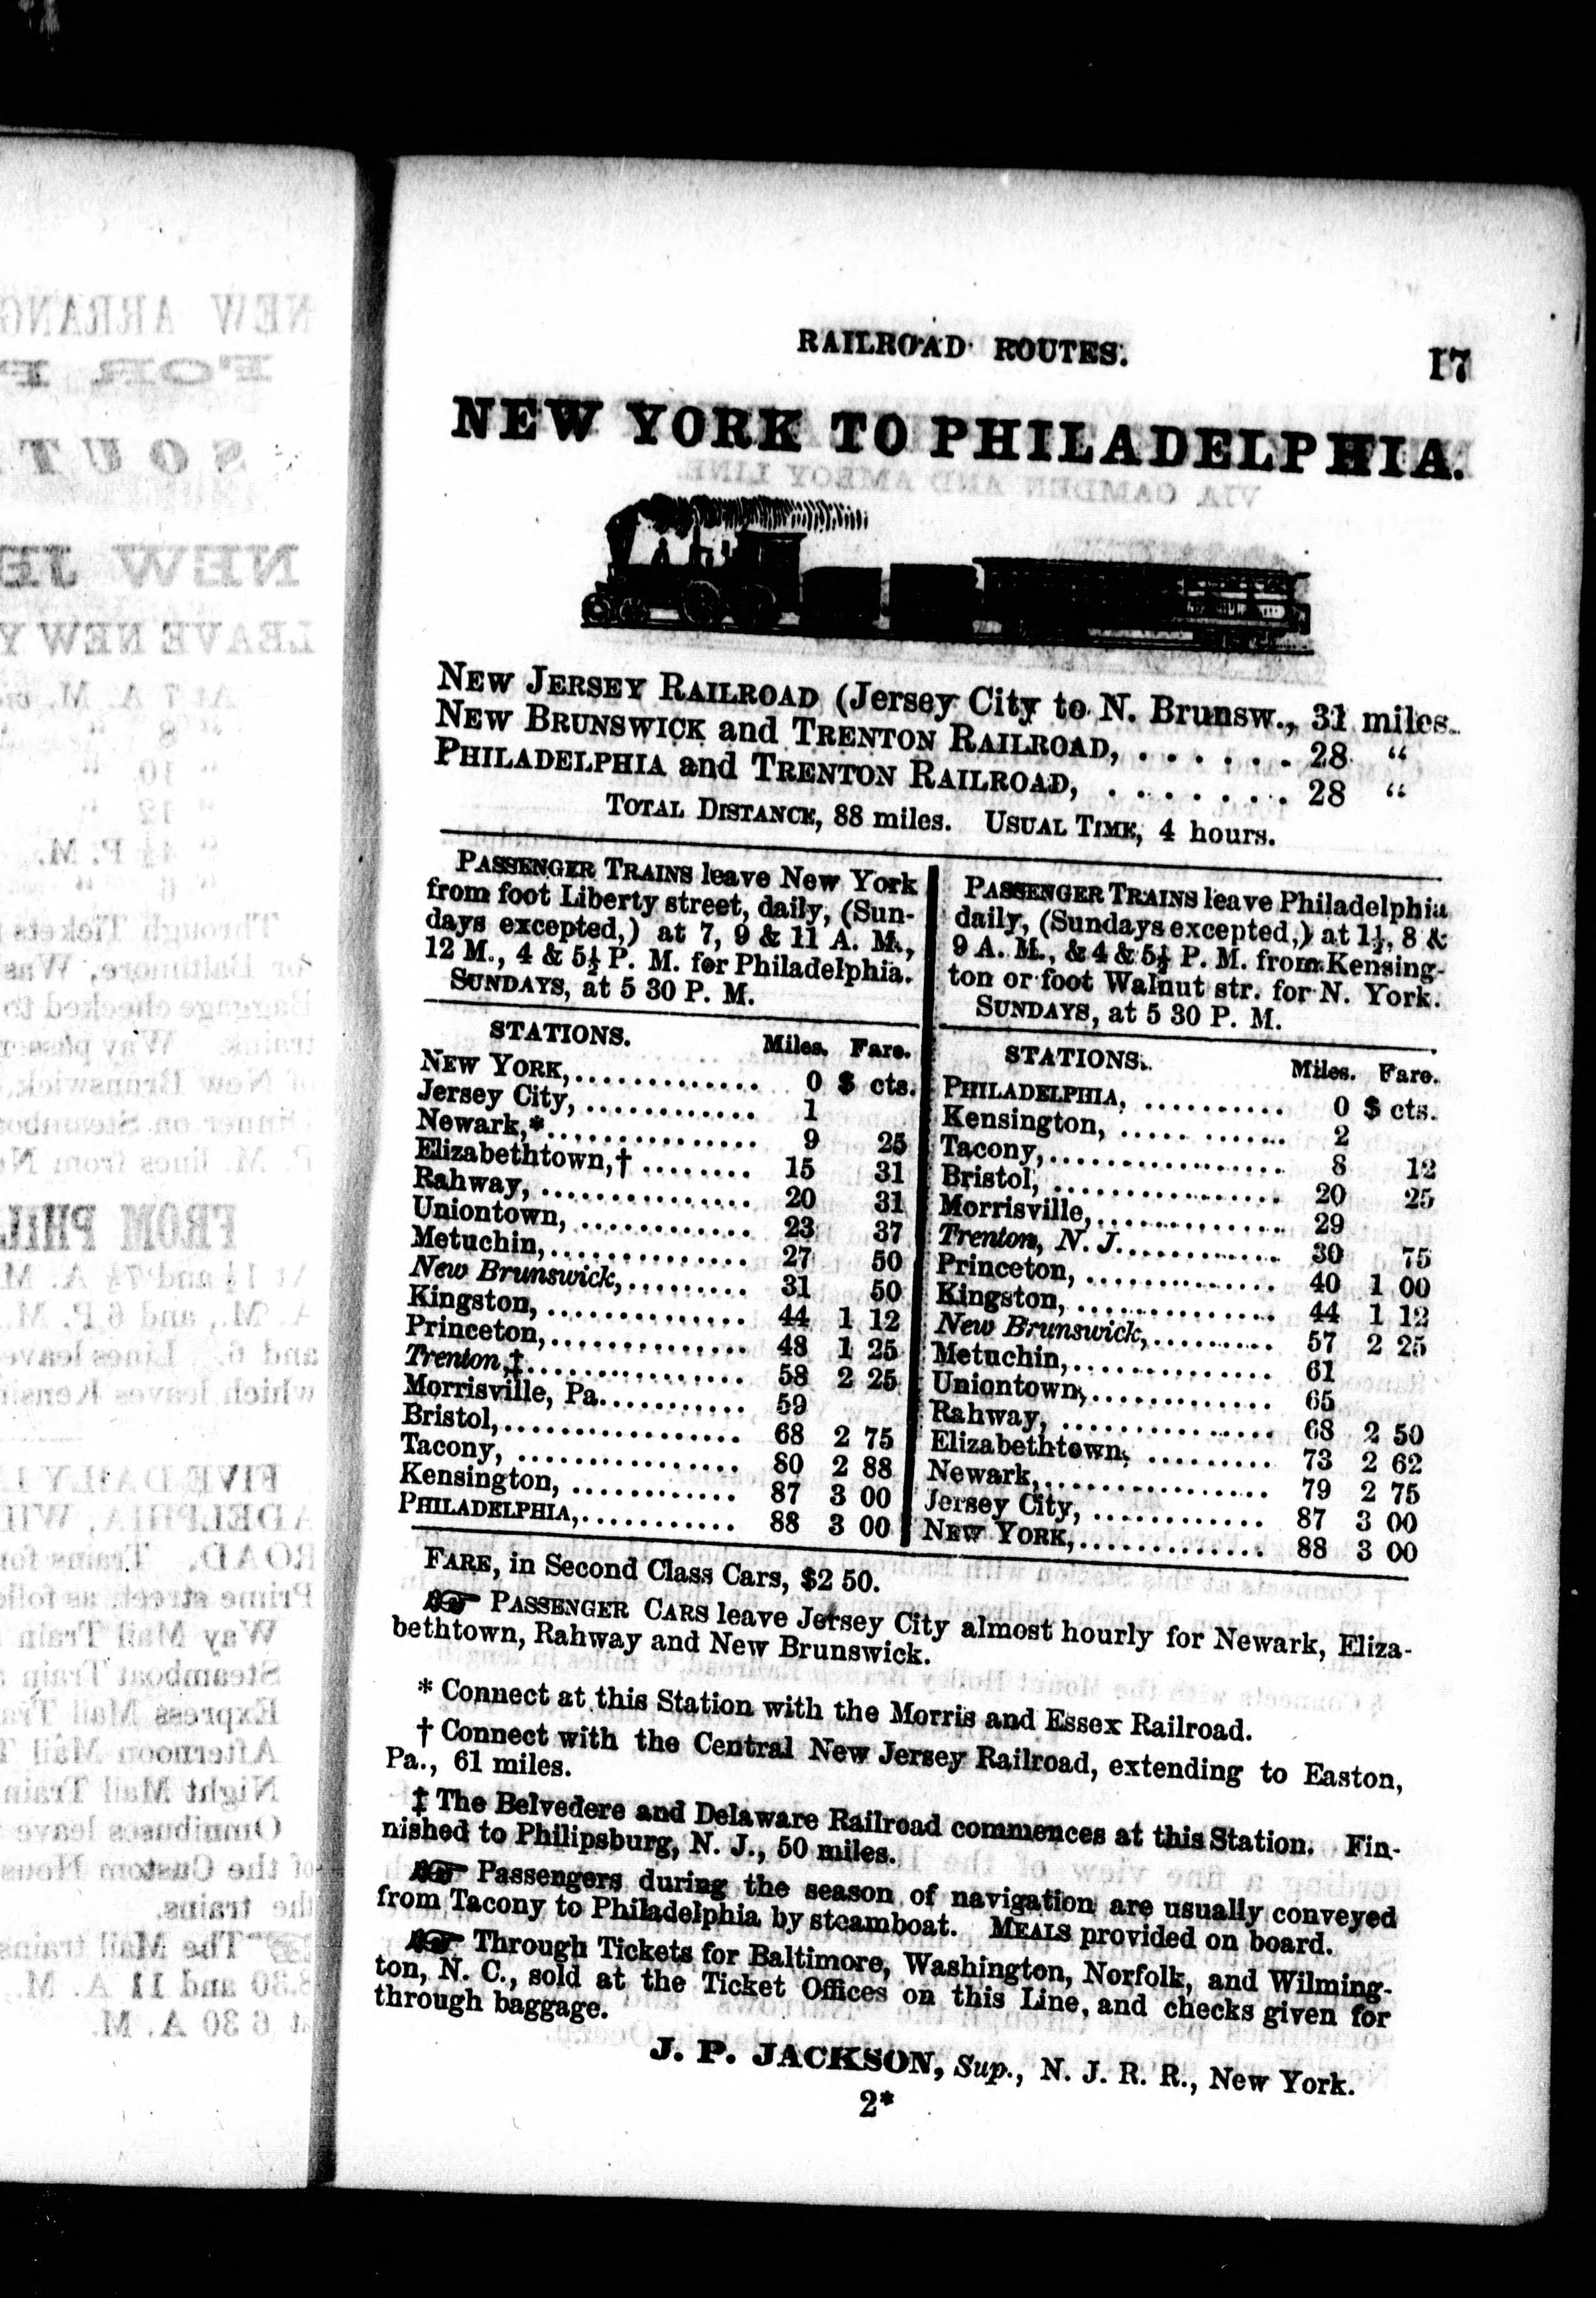 RAILROAD ROUTES. 17
NEW YORK TO PHILADELPHIA.
NEW JERSEY RAILROAD (Jersey City to N. Brunsw., 31 miles.
NEW BRUNSWICK and TRENTON RAILROAD, . . . . . . 28 “
PHILADELPHIA and TRENTON RAILROAD, . . . . . . . 28 “
TOTAL DISTANCE, 88 miles. USUAL TIME, 4 hours.
PASSENGER TRAINS leave New York
from foot Liberty street, daily, (Sun-
days excepted,) at 7, 9 & 11 A. M.,
12 M., 4 & 5½ P. M. for Philadelphia.
SUNDAYS, at 5 30 P. M.
STATIONS. Miles. Fare.
NEW YORK, 0 $ cts.
Jersey City, 1
Newark,* 9 25
Elizabethtown,† 15 31
Rahway, 20 31
Uniontown, 23 37
Metuchin, 27 50
New Brunswick, 31 50
Kingston, 44 1 12
Princeton, 48 1 25
Trenton,‡ 58 2 25
Morrisville, Pa. 59
Bristol, 68 2 75
Tacony, 80 2 88
Kensington, 87 3 00
PHILADELPHIA, 88 3 00
PASSENGER TRAINS leave Philadelphia
daily, (Sundays excepted,) at 1½, 8 &
9 A. M., & 4 & 5½ P. M. from Kensing-
ton or foot Walnut str. for N. York.
SUNDAYS, at 5 30 P. M.
STATIONS. Miles. Fare.
PHILADELPHIA, 0 $ cts.
Kensington, 2
Tacony, 8 12
Bristol, 20 25
Morrisville, 29
Trenton, N. J. 30 75
Princeton, 40 1 00
Kingston, 44 1 12
New Brunswick, 57 2 25
Metuchin, 61
Uniontown, 65
Rahway, 68 2 50
Elizabethtown, 73 2 62
Newark, 79 2 75
Jersey City, 87 3 00
NEW YORK, 88 3 00
FARE, in Second Class Cars, $2 50.
☞ PASSENGER CARS leave Jersey City almost hourly for Newark, Eliza-
bethtown, Rahway and New Brunswick.
* Connect at this Station with the Morris and Essex Railroad.
† Connect with the Central New Jersey Railroad, extending to Easton,
Pa., 61 miles.
‡ The Belvedere and Delaware Railroad commences at this Station. Fin-
nished to Philipsburg, N. J., 50 miles.
☞ Passengers during the season of navigation are usually conveyed
from Tacony to Philadelphia by steamboat. MEALS provided on board.
☞ Through Tickets for Baltimore, Washington, Norfolk, and Wilming-
ton, N. C., sold at the Ticket Offices on this Line, and checks given for
through baggage.
J. P. JACKSON, Sup., N. J. R. R., New York.
2*